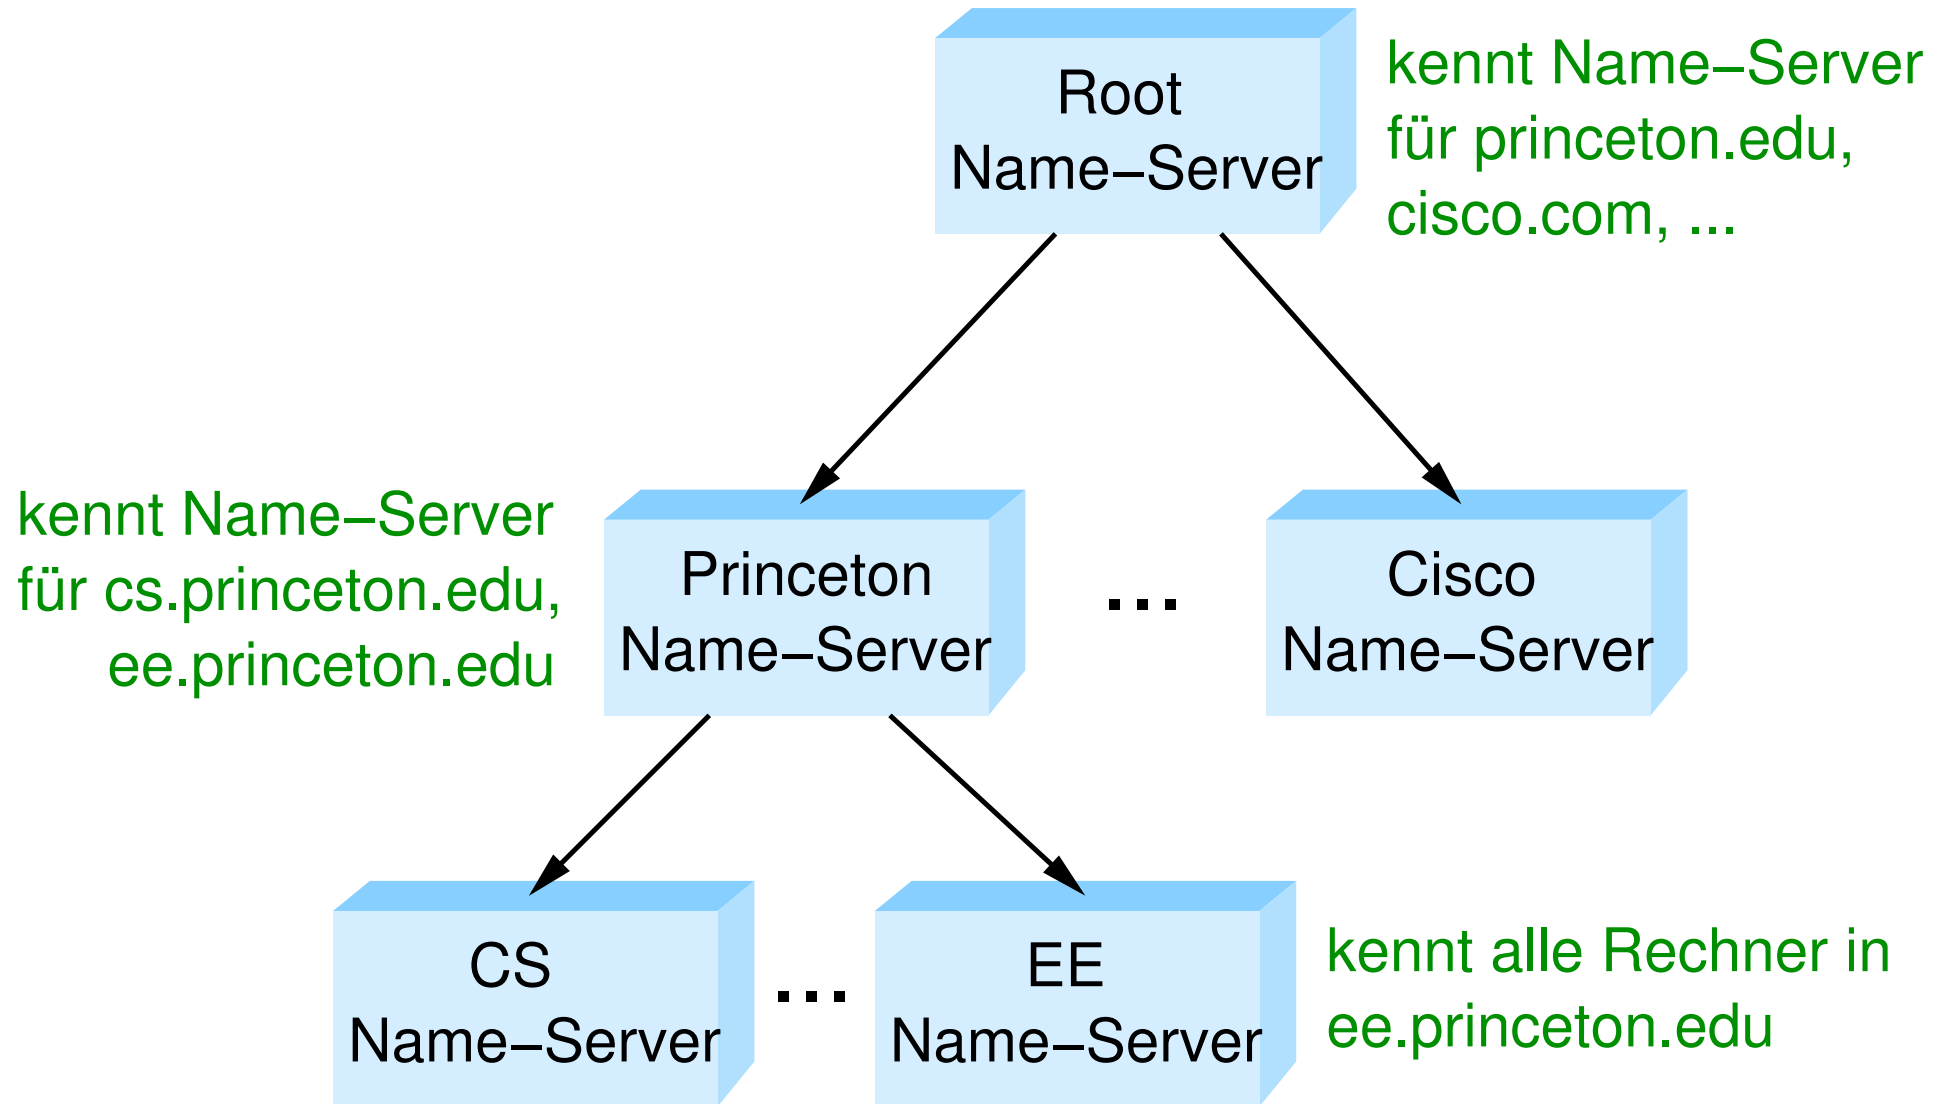 Root
Name–Server
kennt Name–Server
für princeton.edu,
cisco.com, ...
kennt Name–Server
für cs.princeton.edu,
ee.princeton.edu
Princeton
Name–Server
...
Cisco
Name–Server
CS
Name–Server
...
EE
Name–Server
kennt alle Rechner in
ee.princeton.edu